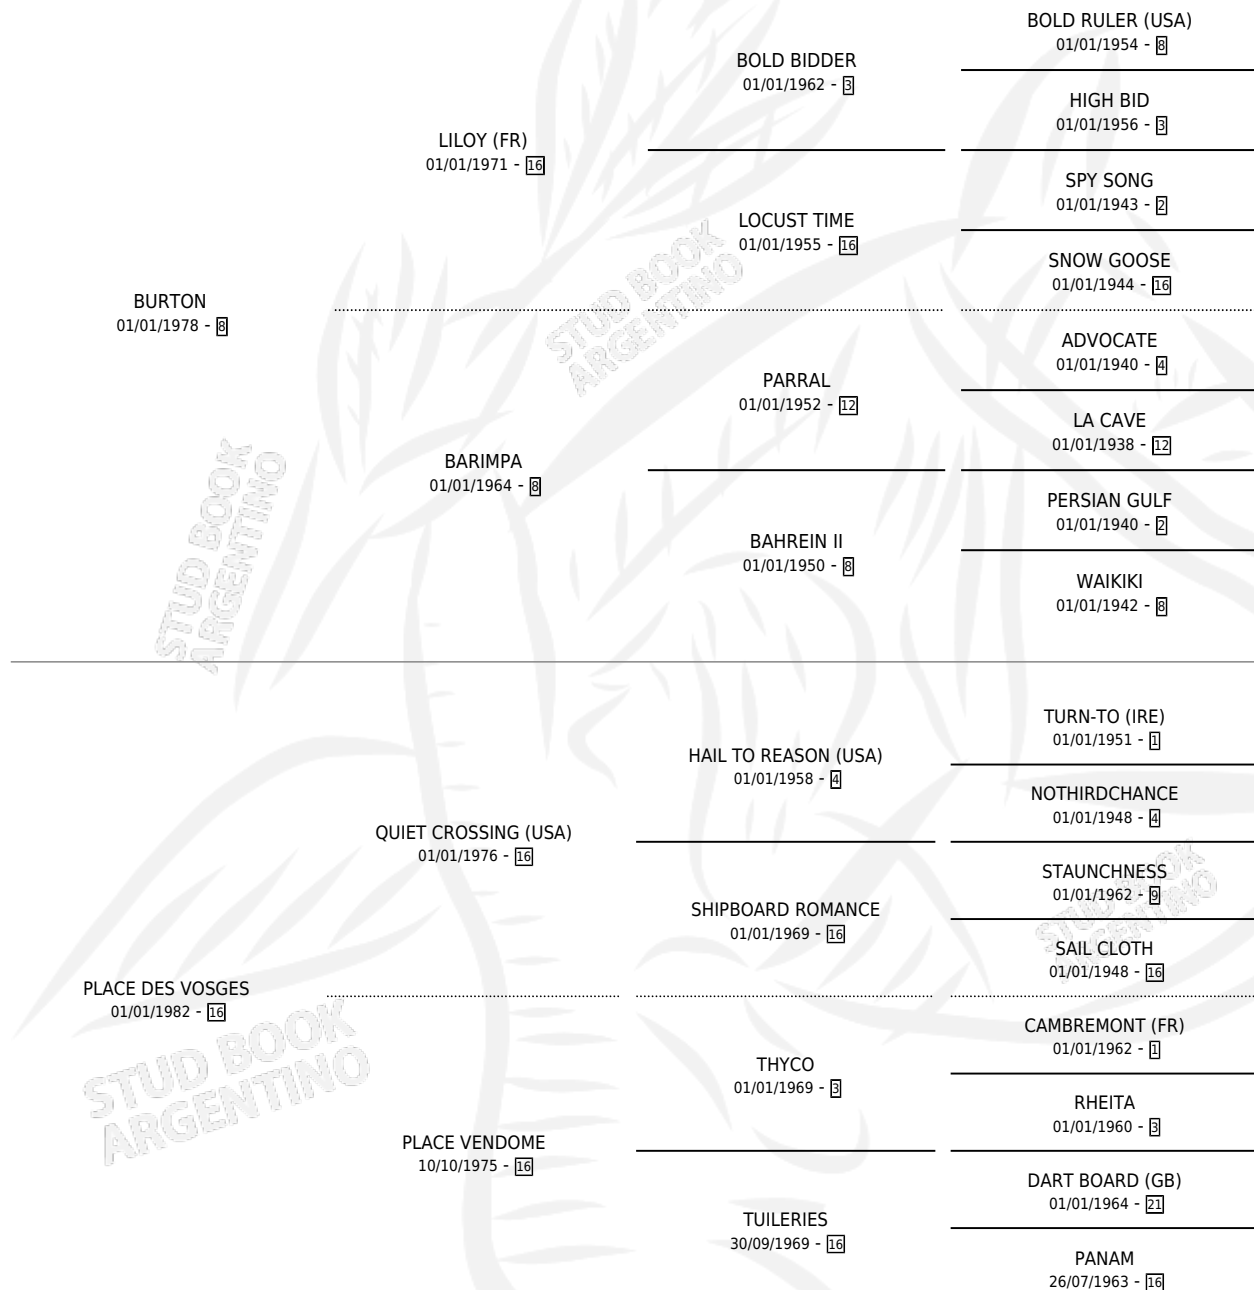 BOLD RULER (USA)
01/01/1954 - 8
BOLD BIDDER
01/01/1962 - 3
HIGH BID
01/01/1956 - 3
LILOY (FR)
01/01/1971 - 16
SPY SONG
01/01/1943 - 2
LOCUST TIME
01/01/1955 - 16
SNOW GOOSE
01/01/1944 - 16
BURTON
01/01/1978 - 8
STUD BOOK
ARGENTINO
ADVOCATE
01/01/1940 - 4
PARRAL
01/01/1952 - 12
LA CAVE
01/01/1938 - 12
BARIMPA
01/01/1964 - 8
PERSIAN GULF
01/01/1940 - 2
BAHREIN II
01/01/1950 - 8
WAIKIKI
01/01/1942 - 8
STUD BOOK
ARGENTINO
TURN-TO (IRE)
01/01/1951 - 1
HAIL TO REASON (USA)
01/01/1958 - 4
NOTHIRDCHANCE
01/01/1948 - 4
QUIET CROSSING (USA)
01/01/1976 - 16
STAUNCHNESS
01/01/1962 - 9
SHIPBOARD ROMANCE
01/01/1969 - 16
STUD BOOK
ARGENTINO
SAIL CLOTH
01/01/1948 - 16
PLACE DES VOSGES
01/01/1982 - 16
STUD BOOK
ARGENTINO
CAMBREMONT (FR)
01/01/1962 - 1
THYCO
01/01/1969 - 3
RHEITA
01/01/1960 - 3
PLACE VENDOME
10/10/1975 - 16
DART BOARD (GB)
01/01/1964 - 21
TUILERIES
30/09/1969 - 16
PANAM
26/07/1963 - 16